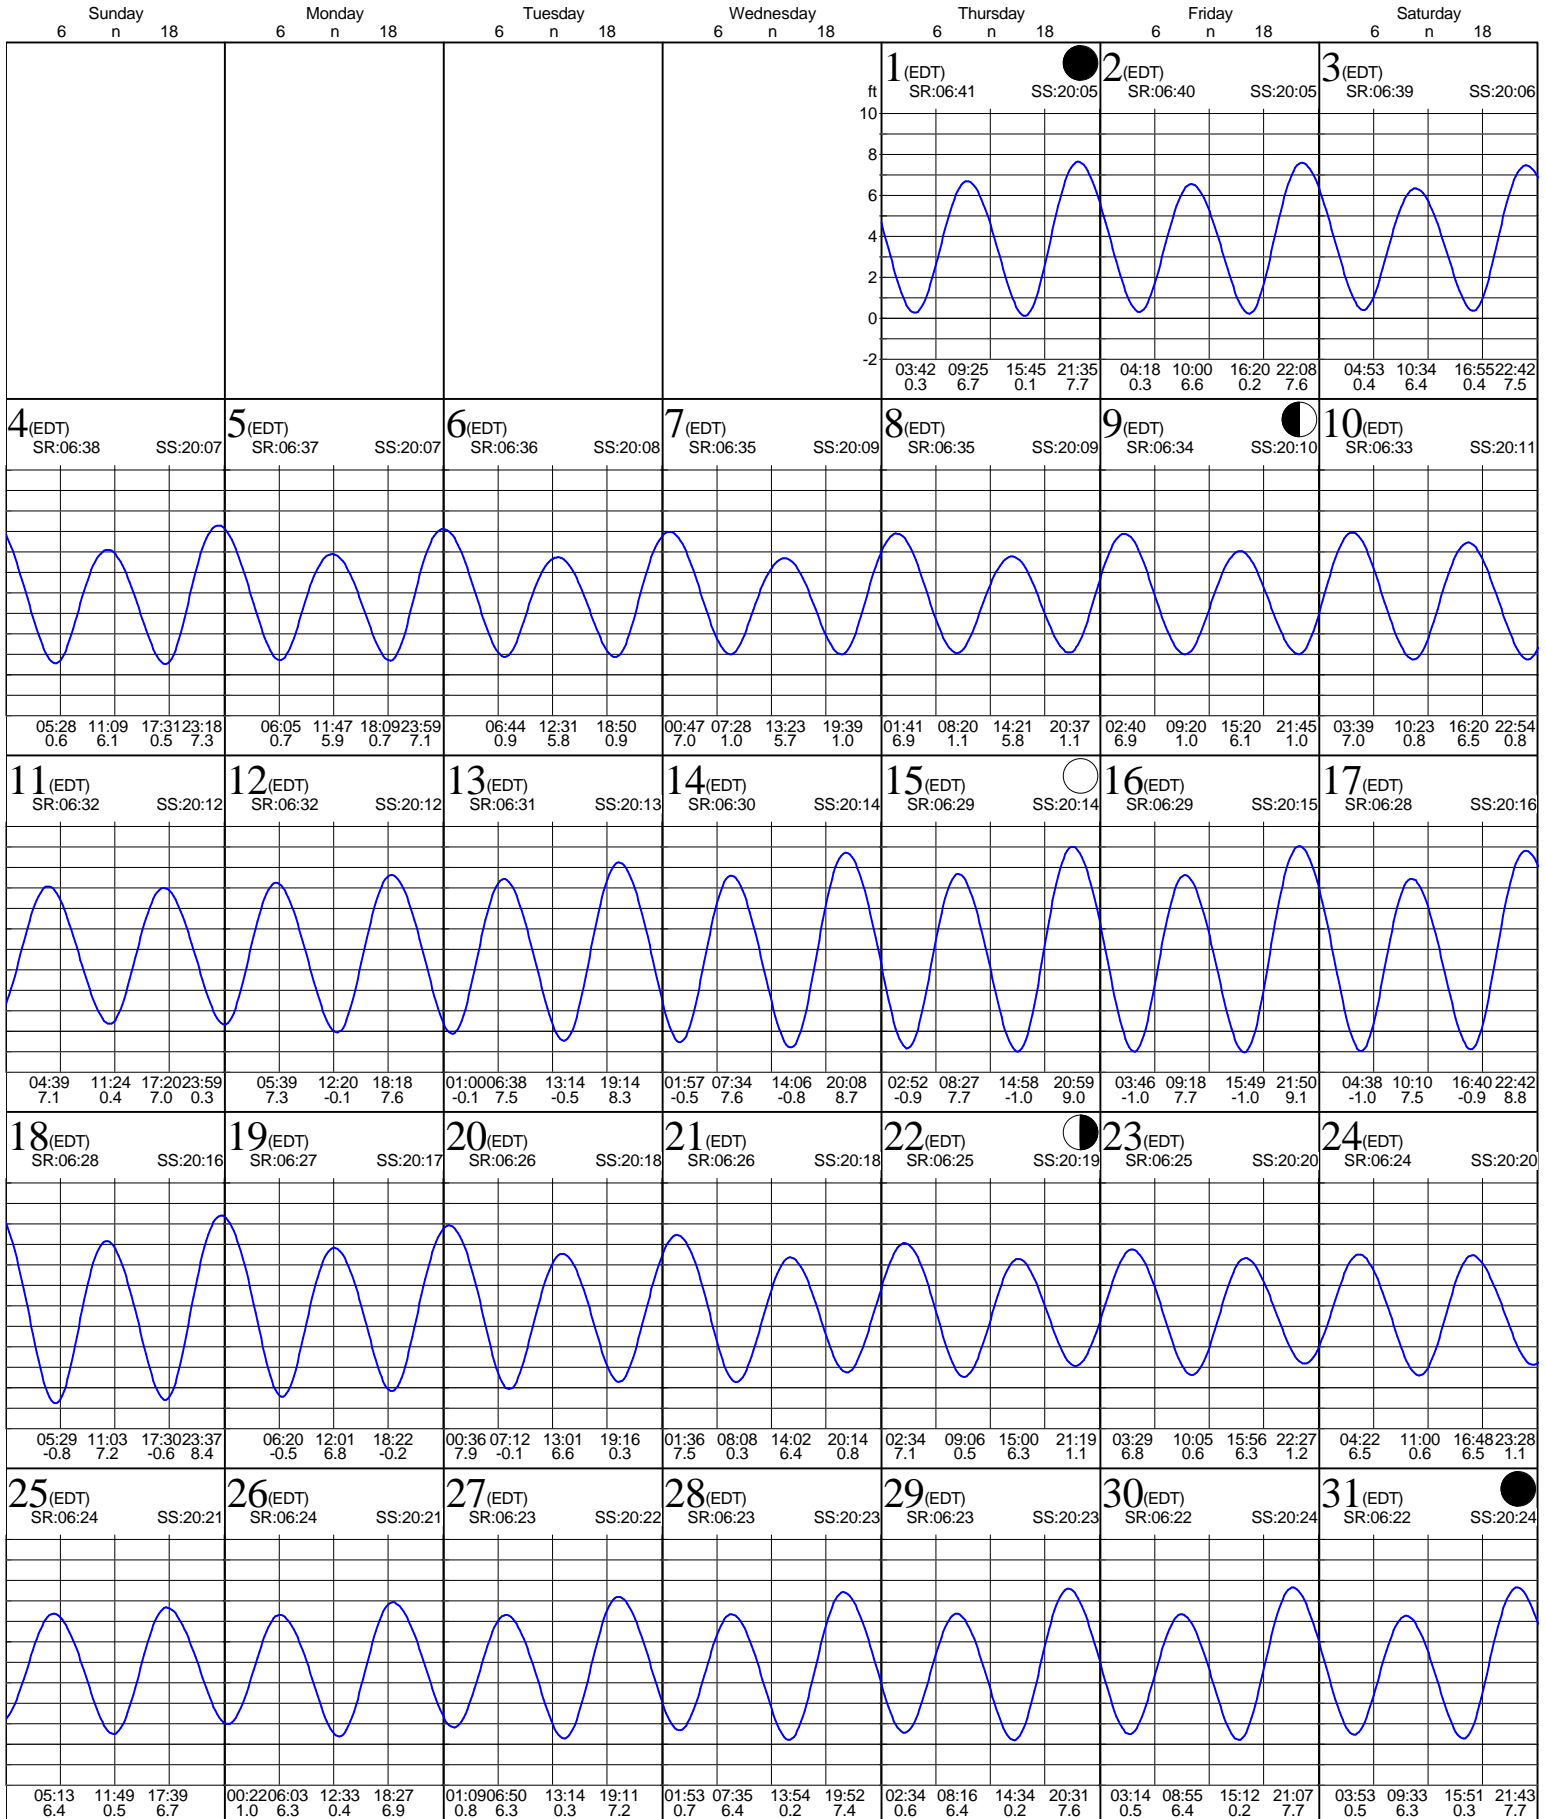 Sunday Monday Tuesday Wednesday Thursday Friday Saturday
6 n 18 6 n 18 6 n 18 6 n 18 6 n 18 6 n 18 6 n 18
1(EDT) 2(EDT) 3(EDT)
ft SR:06:41 SS:20:05 SR:06:40 SS:20:05 SR:06:39 SS:20:06
10
8
6
4
2
0
-2
03:42 09:25 15:45 21:35 04:18 10:00 16:20 22:08 04:53 10:34 16:55 22:42
0.3 6.7 0.1 7.7 0.3 6.6 0.2 7.6 0.4 6.4 0.4 7.5
4(EDT) 5(EDT) 6(EDT) 7(EDT) 8(EDT) 9(EDT) 10(EDT)
SR:06:38 SS:20:07 SR:06:37 SS:20:07 SR:06:36 SS:20:08 SR:06:35 SS:20:09 SR:06:35 SS:20:09 SR:06:34 SS:20:10 SR:06:33 SS:20:11
05:28 11:09 17:31 23:18 06:05 11:47 18:09 23:59 06:44 12:31 18:50 00:47 07:28 13:23 19:39 01:41 08:20 14:21 20:37 02:40 09:20 15:20 21:45 03:39 10:23 16:20 22:54
0.6 6.1 0.5 7.3 0.7 5.9 0.7 7.1 0.9 5.8 0.9 7.0 1.0 5.7 1.0 6.9 1.1 5.8 1.1 6.9 1.0 6.1 1.0 7.0 0.8 6.5 0.8
11(EDT) 12(EDT) 13(EDT) 14(EDT) 15(EDT) 16(EDT) 17(EDT)
SR:06:32 SS:20:12 SR:06:32 SS:20:12 SR:06:31 SS:20:13 SR:06:30 SS:20:14 SR:06:29 SS:20:14 SR:06:29 SS:20:15 SR:06:28 SS:20:16
04:39 11:24 17:20 23:59 05:39 12:20 18:18 01:00 06:38 13:14 19:14 01:57 07:34 14:06 20:08 02:52 08:27 14:58 20:59 03:46 09:18 15:49 21:50 04:38 10:10 16:40 22:42
7.1 0.4 7.0 0.3 7.3 -0.1 7.6 -0.1 7.5 -0.5 8.3 -0.5 7.6 -0.8 8.7 -0.9 7.7 -1.0 9.0 -1.0 7.7 -1.0 9.1 -1.0 7.5 -0.9 8.8
18(EDT) 19(EDT) 20(EDT) 21(EDT) 22(EDT) 23(EDT) 24(EDT)
SR:06:28 SS:20:16 SR:06:27 SS:20:17 SR:06:26 SS:20:18 SR:06:26 SS:20:18 SR:06:25 SS:20:19 SR:06:25 SS:20:20 SR:06:24 SS:20:20
05:29 11:03 17:30 23:37 06:20 12:01 18:22 00:36 07:12 13:01 19:16 01:36 08:08 14:02 20:14 02:34 09:06 15:00 21:19 03:29 10:05 15:56 22:27 04:22 11:00 16:48 23:28
-0.8 7.2 -0.6 8.4 -0.5 6.8 -0.2 7.9 -0.1 6.6 0.3 7.5 0.3 6.4 0.8 7.1 0.5 6.3 1.1 6.8 0.6 6.3 1.2 6.5 0.6 6.5 1.1
25(EDT) 26(EDT) 27(EDT) 28(EDT) 29(EDT) 30(EDT) 31(EDT)
SR:06:24 SS:20:21 SR:06:24 SS:20:21 SR:06:23 SS:20:22 SR:06:23 SS:20:23 SR:06:23 SS:20:23 SR:06:22 SS:20:24 SR:06:22 SS:20:24
05:13 11:49 17:39 00:22 06:03 12:33 18:27 01:09 06:50 13:14 19:11 01:53 07:35 13:54 19:52 02:34 08:16 14:34 20:31 03:14 08:55 15:12 21:07 03:53 09:33 15:51 21:43
6.4 0.5 6.7 1.0 6.3 0.4 6.9 0.8 6.3 0.3 7.2 0.7 6.4 0.2 7.4 0.6 6.4 0.2 7.6 0.5 6.4 0.2 7.7 0.5 6.3 0.3 7.7